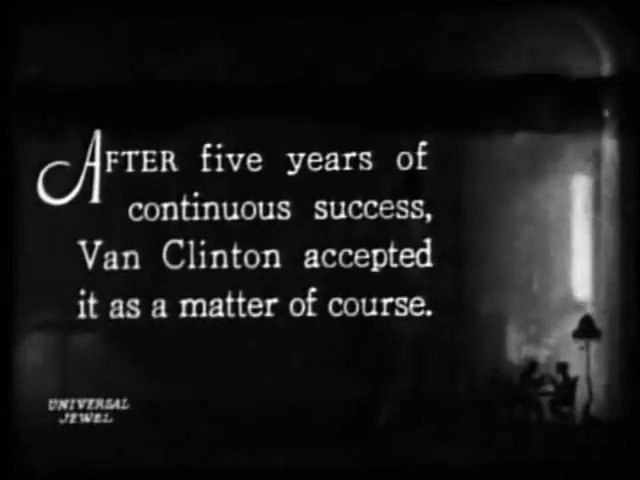 AFTER five years of
continuous success,
Van Clinton accepted
it as a matter of course.
UNIVERSAL
JEWEL